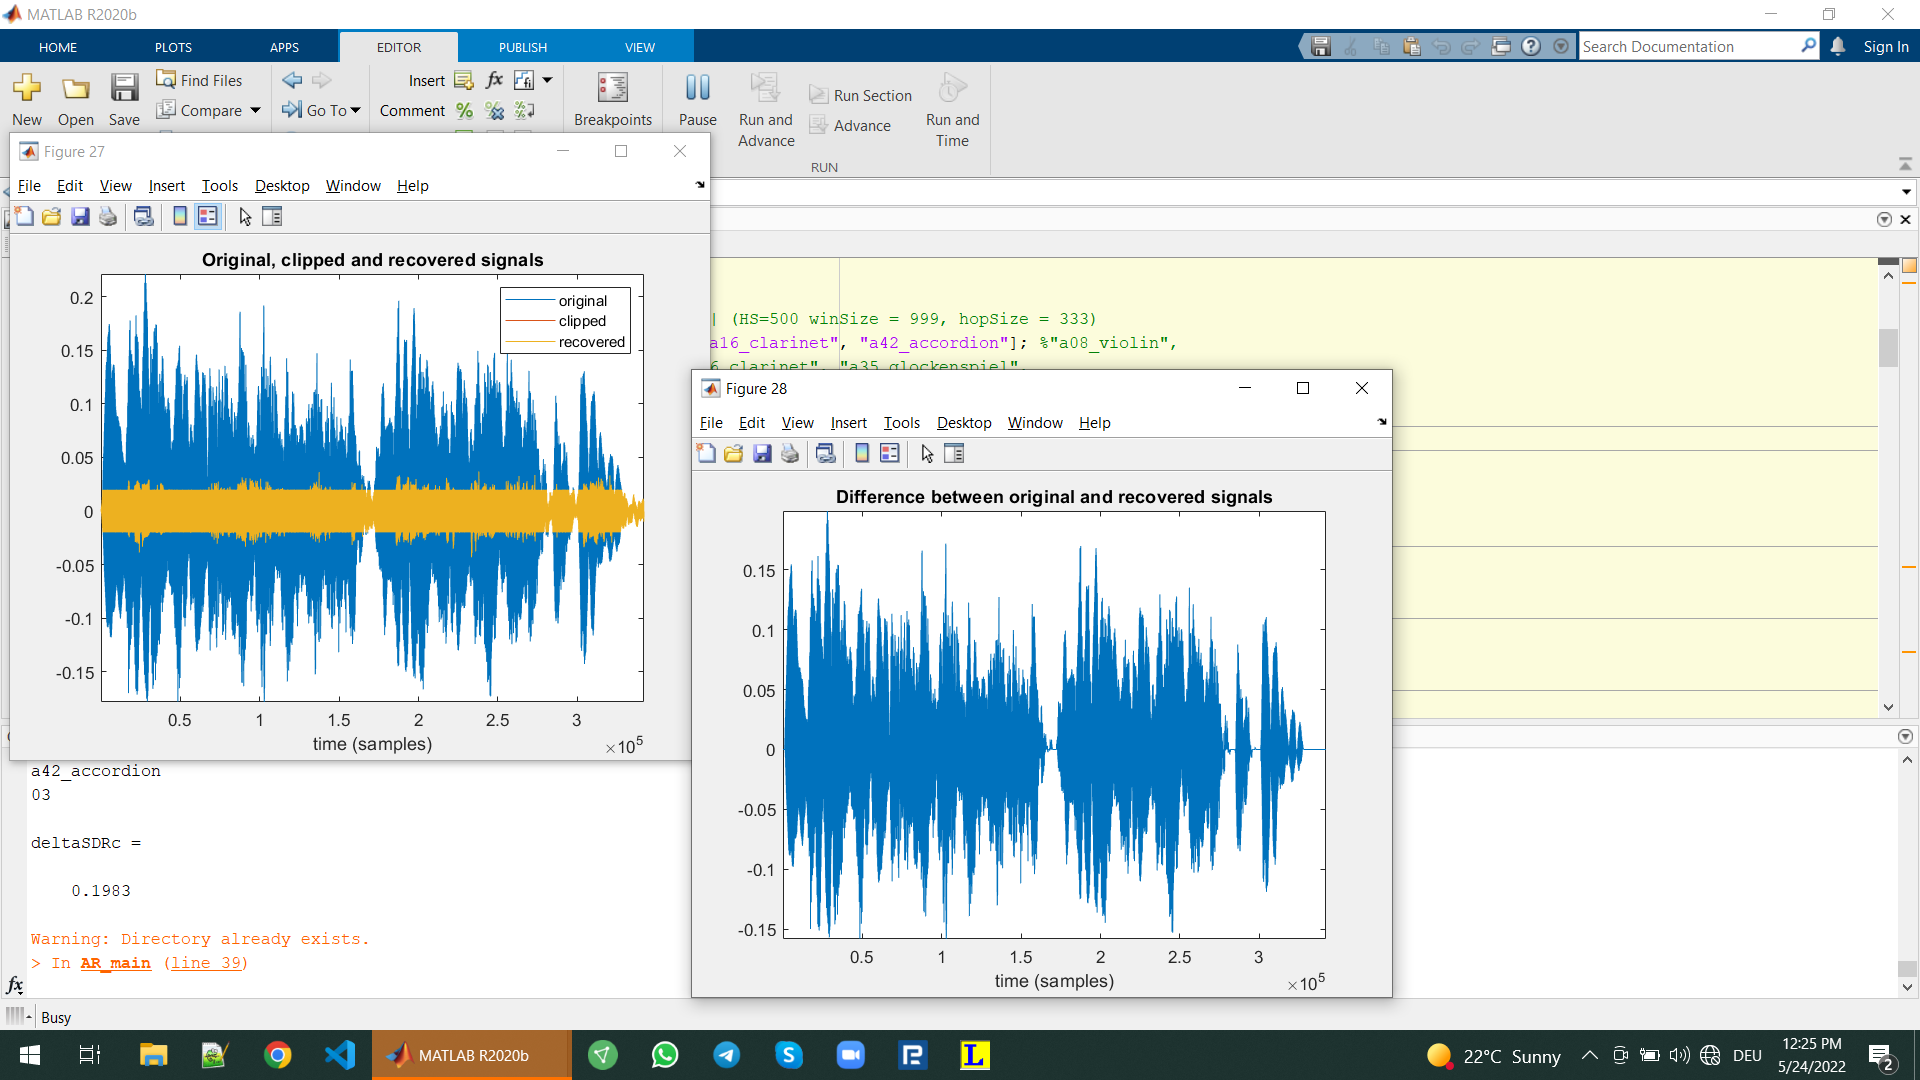 MATLAB R2020b
HOME
PLOTS
APPS
EDITOR
PUBLISH
VIEW
Search Documentation
Sign In
New
Open
Save
Find Files
Compare
Go To
Insert
fx
Comment
Breakpoints
Pause
Run and Advance
Run Section
Advance
Run and Time
RUN
Figure 27
File Edit View Insert Tools Desktop Window Help
Original, clipped and recovered signals
original
clipped
recovered
0.2
0.15
0.1
0.05
0
-0.05
-0.1
-0.15
0.5 1 1.5 2 2.5 3
time (samples)
×10^5
| (HS=500 winSize = 999, hopSize = 333)
a16_clarinet", "a42_accordion"]; %"a08_violin",
Figure 28
File Edit View Insert Tools Desktop Window Help
Difference between original and recovered signals
0.15
0.1
0.05
0
-0.05
-0.1
-0.15
0.5 1 1.5 2 2.5 3
time (samples)
×10^5
a42_accordion
03
deltaSDRc =
0.1983
Warning: Directory already exists.
> In AR_main (line 39)
fx
Busy
MATLAB R2020b
22°C Sunny
DEU
12:25 PM
5/24/2022
2